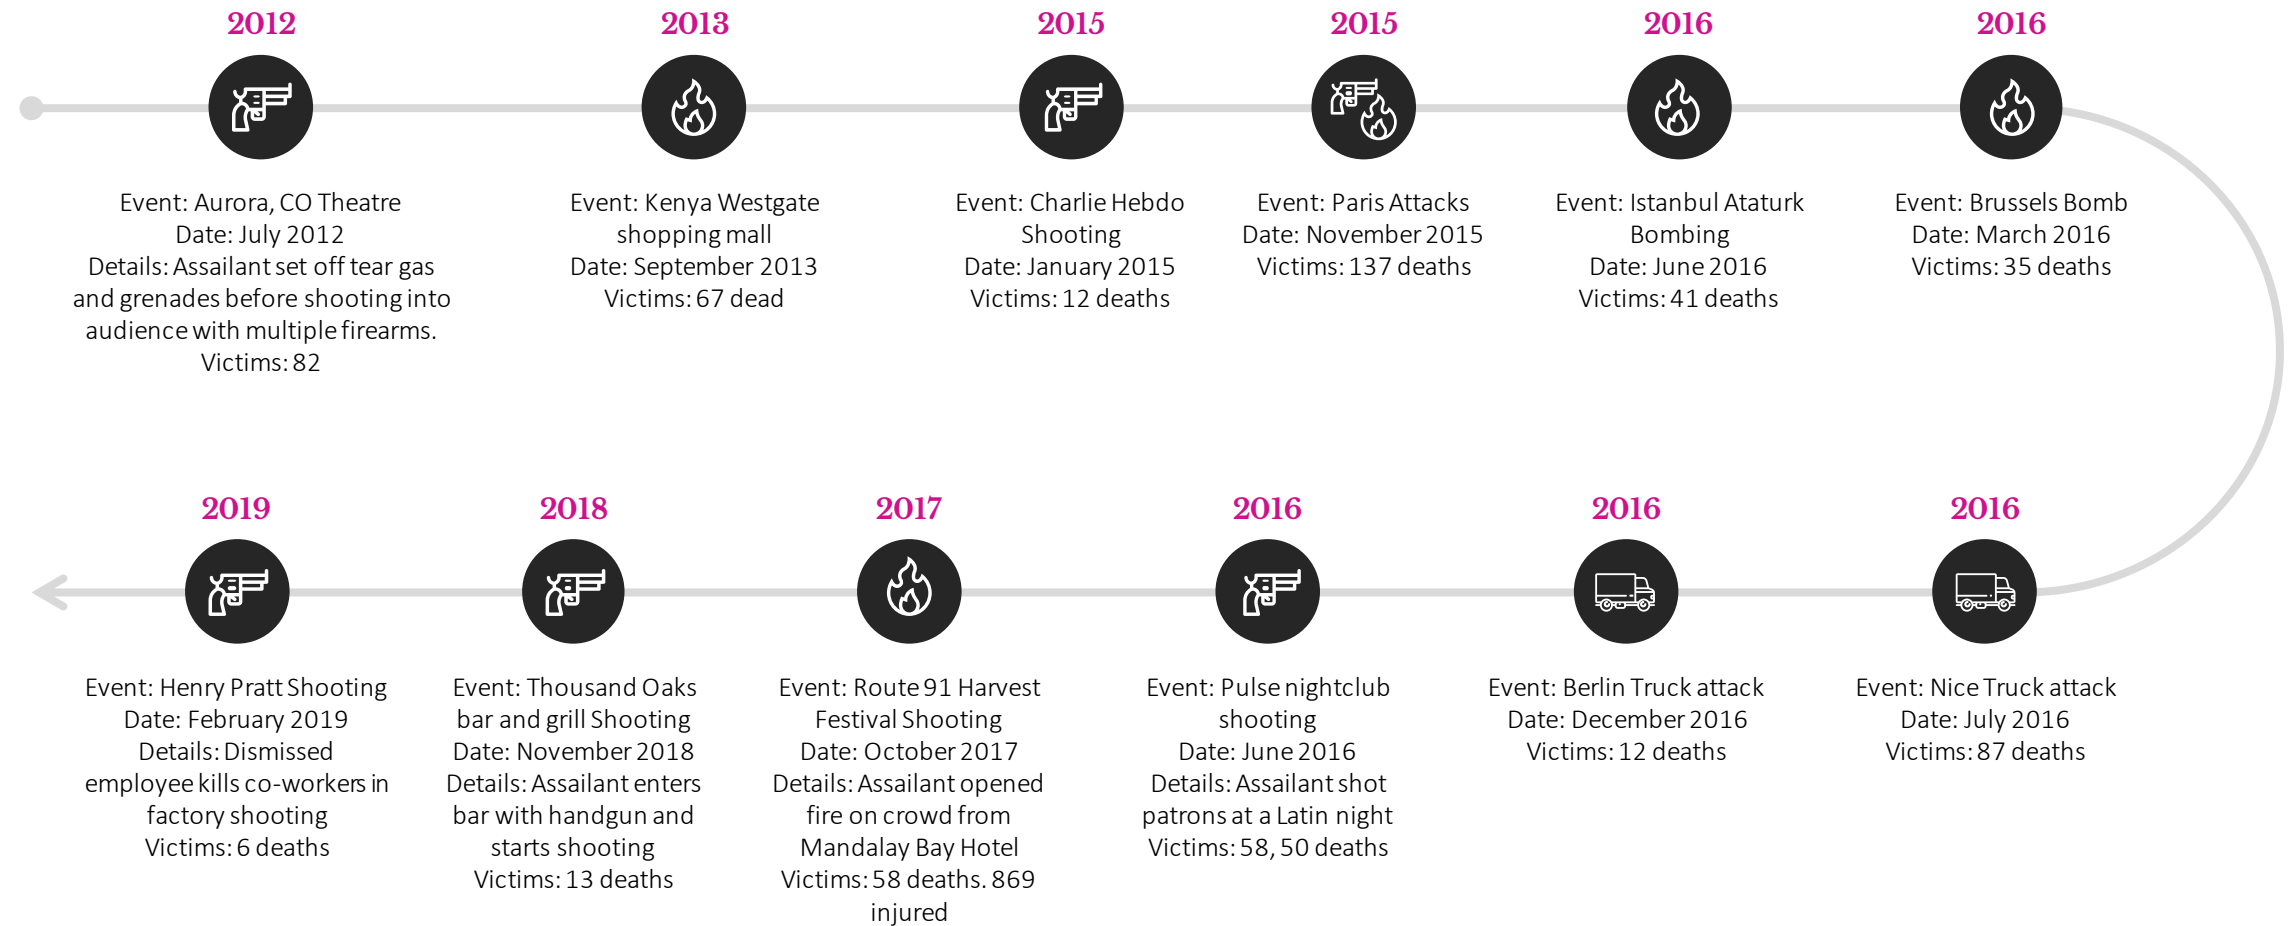 2012
Event: Aurora, CO Theatre
Date: July 2012
Details: Assailant set off tear gas
and grenades before shooting into
audience with multiple firearms.
Victims: 82
2013
Event: Kenya Westgate
shopping mall
Date: September 2013
Victims: 67 dead
2015
Event: Charlie Hebdo
Shooting
Date: January 2015
Victims: 12 deaths
2015
Event: Paris Attacks
Date: November 2015
Victims: 137 deaths
2016
Event: Istanbul Ataturk
Bombing
Date: June 2016
Victims: 41 deaths
2016
Event: Brussels Bomb
Date: March 2016
Victims: 35 deaths
2019
Event: Henry Pratt Shooting
Date: February 2019
Details: Dismissed
employee kills co-workers in
factory shooting
Victims: 6 deaths
2018
Event: Thousand Oaks
bar and grill Shooting
Date: November 2018
Details: Assailant enters
bar with handgun and
starts shooting
Victims: 13 deaths
2017
Event: Route 91 Harvest
Festival Shooting
Date: October 2017
Details: Assailant opened
fire on crowd from
Mandalay Bay Hotel
Victims: 58 deaths. 869
injured
2016
Event: Pulse nightclub
shooting
Date: June 2016
Details: Assailant shot
patrons at a Latin night
Victims: 58, 50 deaths
2016
Event: Berlin Truck attack
Date: December 2016
Victims: 12 deaths
2016
Event: Nice Truck attack
Date: July 2016
Victims: 87 deaths